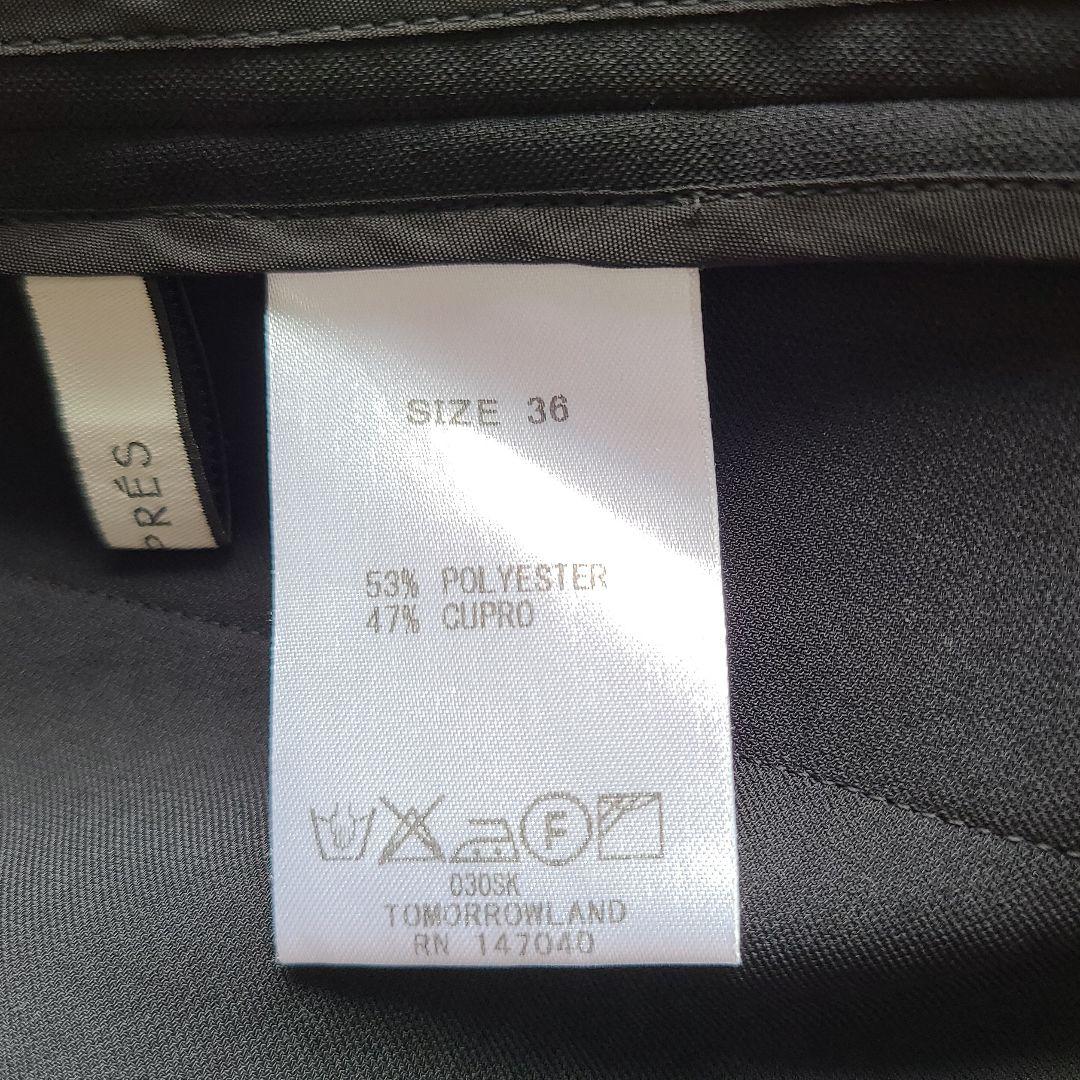 PRÉS
SIZE 36
53% POLYESTER
47% CUPRO
F
030SK
TOMORROWLAND
RN 147040